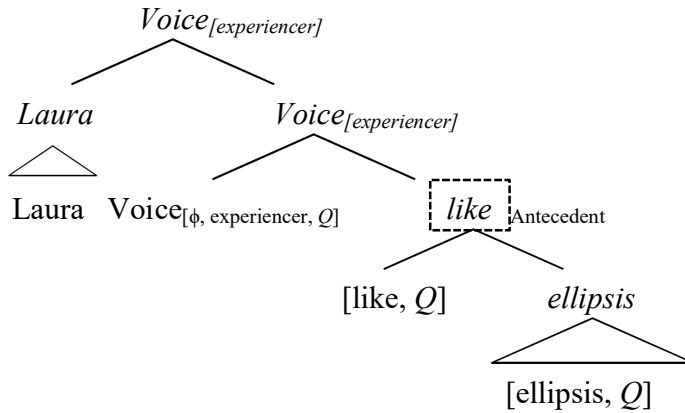 Voice[experiencer]
Laura Voice[experiencer]
Laura Voice[ϕ, experiencer, Q] like Antecedent
[like, Q] ellipsis
[ellipsis, Q]